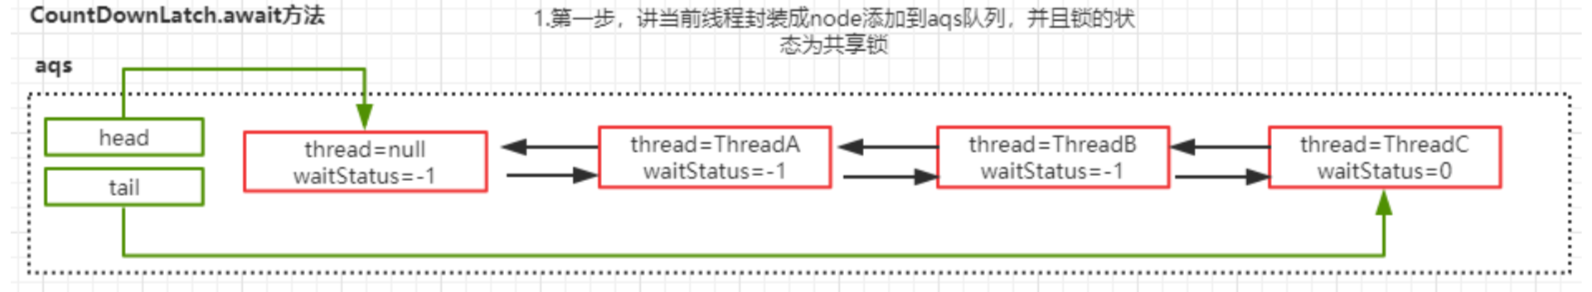 CountDownLatch.await方法
1.第一步，讲当前线程封装成node添加到aqs队列，并且锁的状
态为共享锁
aqs
head
tail
thread=null
waitStatus=-1
thread=ThreadA
waitStatus=-1
thread=ThreadB
waitStatus=-1
thread=ThreadC
waitStatus=0